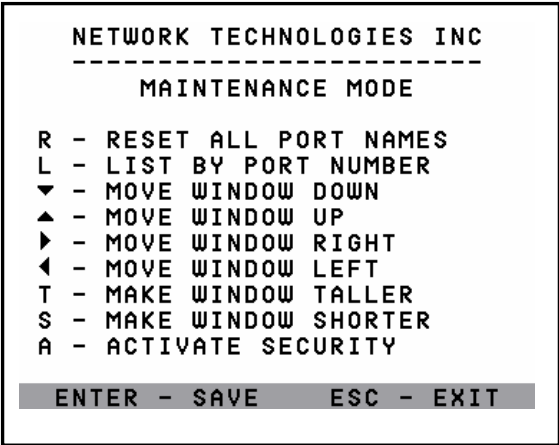 NETWORK TECHNOLOGIES INC
-------------------------
MAINTENANCE MODE
R - RESET ALL PORT NAMES
L - LIST BY PORT NUMBER
▼ - MOVE WINDOW DOWN
▲ - MOVE WINDOW UP
▶ - MOVE WINDOW RIGHT
◀ - MOVE WINDOW LEFT
T - MAKE WINDOW TALLER
S - MAKE WINDOW SHORTER
A - ACTIVATE SECURITY
ENTER - SAVE ESC - EXIT